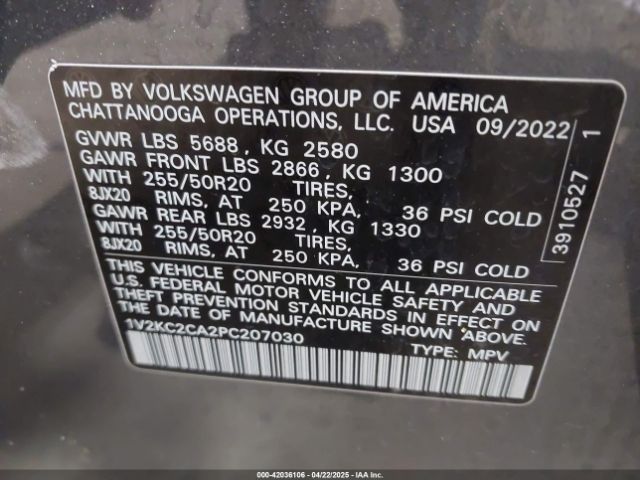 MFD BY VOLKSWAGEN GROUP OF AMERICA
CHATTANOOGA OPERATIONS, LLC. USA 09/2022
GVWR LBS 5688, KG 2580
GAWR FRONT LBS 2866, KG 1300
WITH 255/50R20 TIRES,
8JX20 RIMS, AT 250 KPA, 36 PSI COLD
GAWR REAR LBS 2932, KG 1330
WITH 255/50R20 TIRES,
8JX20 RIMS, AT 250 KPA, 36 PSI COLD
THIS VEHICLE CONFORMS TO ALL APPLICABLE
U.S. FEDERAL MOTOR VEHICLE SAFETY AND
THEFT PREVENTION STANDARDS IN EFFECT ON
THE DATE OF MANUFACTURE SHOWN ABOVE.
1V2KC2CA2PC207030
TYPE: MPV
3910527 1
000-42036106 - 04/22/2025 - IAA Inc.